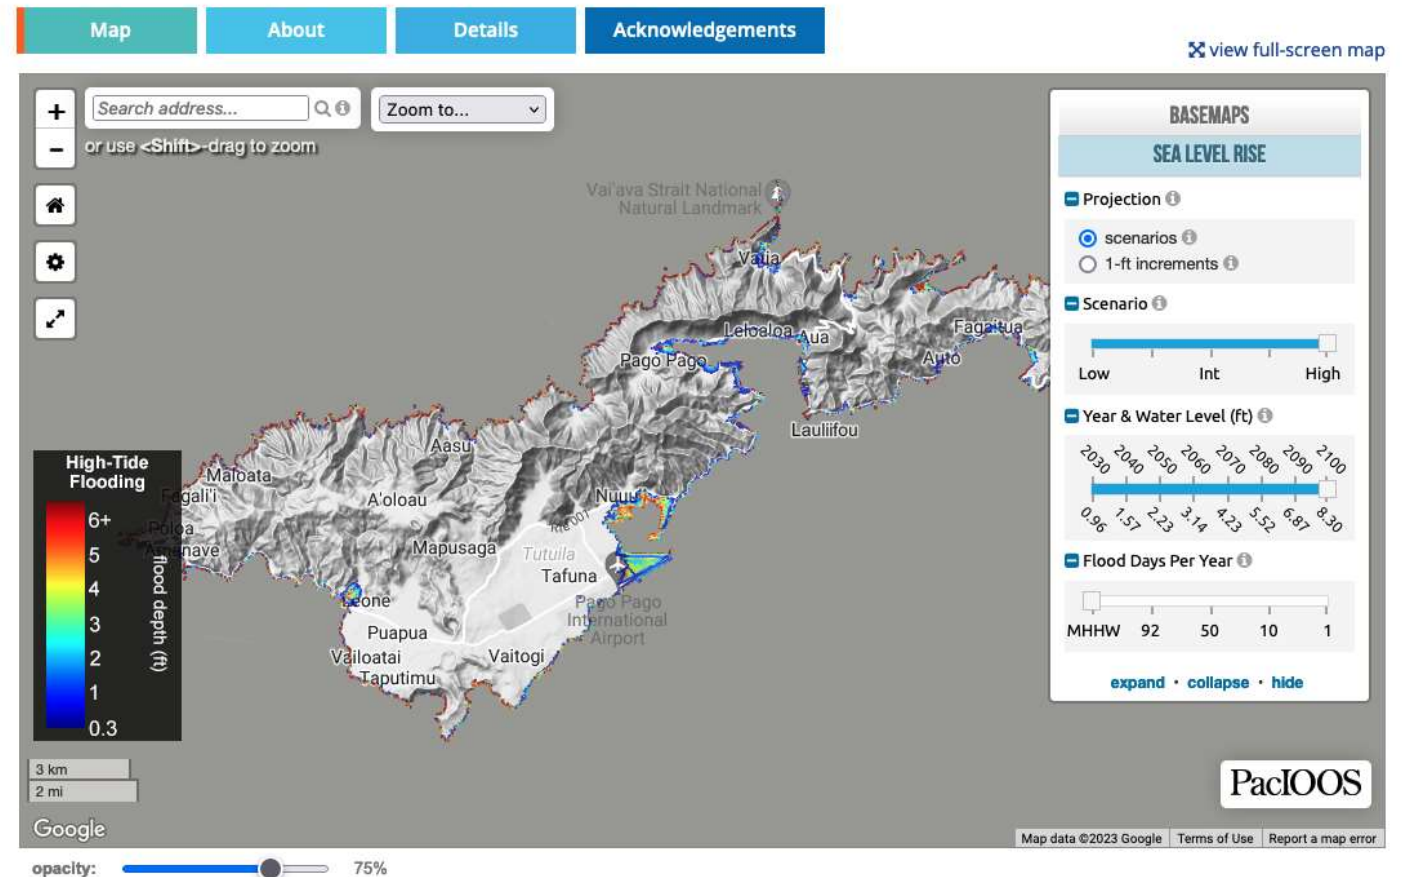 Map
About
Details
Acknowledgements
view full-screen map
+
Search address...
Zoom to...
−
or use <Shift>-drag to zoom
BASEMAPS
SEA LEVEL RISE
Projection
scenarios
1-ft increments
Scenario
Low Int High
Year & Water Level (ft)
2030 2040 2050 2060 2070 2080 2090 2100
0.96 1.57 2.23 3.14 4.23 5.52 6.87 8.30
Flood Days Per Year
MHHW 92 50 10 1
expand · collapse · hide
Vai'ava Strait National
Natural Landmark
Vatia
Leloaloa
Aua
Fagaitua
Pago Pago
Auto
Lauliifou
Aasu
Maloata
Fagali'i
A'oloau
Nuuuli
Rte 001
Poloa
Amanave
Mapusaga
Tutuila
Tafuna
Leone
Pago Pago
International
Airport
Puapua
Vailoatai
Vaitogi
Taputimu
High-Tide
Flooding
6+
5
4
3
2
1
0.3
flood depth (ft)
3 km
2 mi
Google
PacIOOS
Map data ©2023 Google
Terms of Use
Report a map error
opacity:
75%